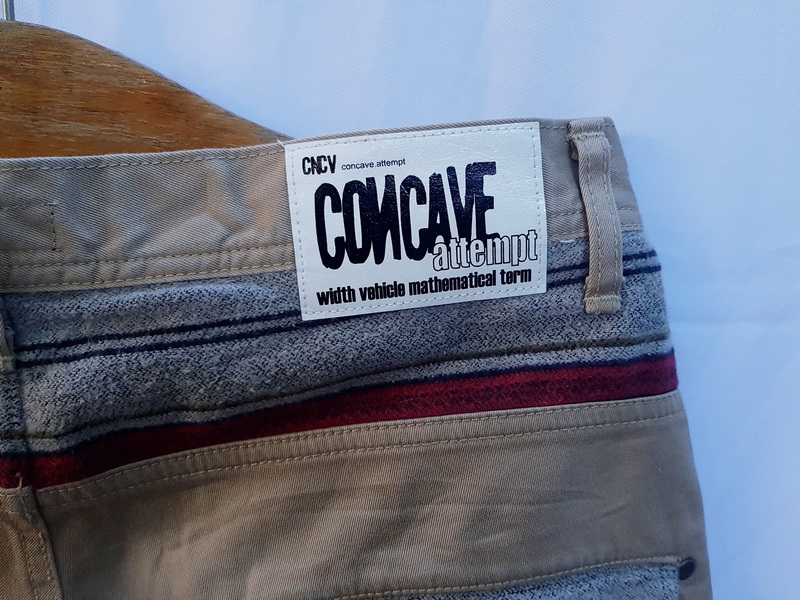 CNCV concave.attempt
CONCAVE
attempt
width vehicle mathematical term